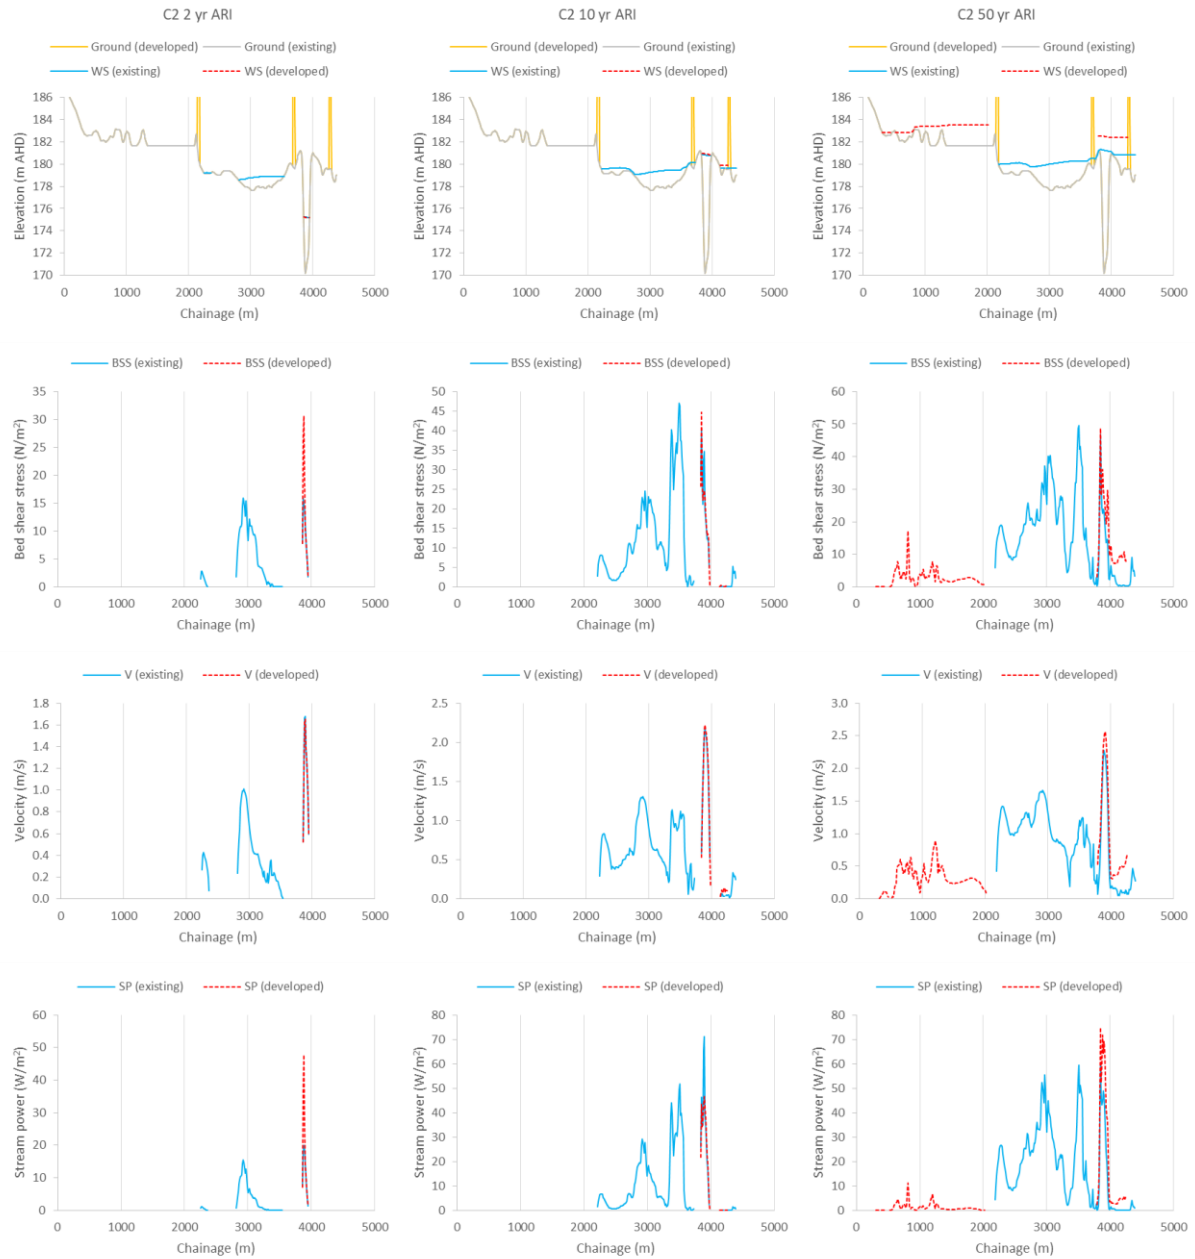 C2 2 yr ARI C2 10 yr ARI C2 50 yr ARI
Ground (developed) Ground (existing) Ground (developed) Ground (existing) Ground (developed) Ground (existing)
WS (existing) WS (developed) WS (existing) WS (developed) WS (existing) WS (developed)
Elevation (m AHD) Elevation (m AHD) Elevation (m AHD)
186 186 186
184 184 184
182 182 182
180 180 180
178 178 178
176 176 176
174 174 174
172 172 172
170 170 170
0 1000 2000 3000 4000 5000 0 1000 2000 3000 4000 5000 0 1000 2000 3000 4000 5000
Chainage (m) Chainage (m) Chainage (m)
BSS (existing) BSS (developed) BSS (existing) BSS (developed) BSS (existing) BSS (developed)
Bed shear stress (N/m²)
35
30
25
20
15
10
5
0
0 1000 2000 3000 4000 5000
Chainage (m)
Bed shear stress (N/m²)
50
45
40
35
30
25
20
15
10
5
0
0 1000 2000 3000 4000 5000
Chainage (m)
Bed shear stress (N/m²)
60
50
40
30
20
10
0
0 1000 2000 3000 4000 5000
Chainage (m)
V (existing) V (developed) V (existing) V (developed) V (existing) V (developed)
Velocity (m/s)
1.8
1.6
1.4
1.2
1.0
0.8
0.6
0.4
0.2
0.0
0 1000 2000 3000 4000 5000
Chainage (m)
Velocity (m/s)
2.5
2.0
1.5
1.0
0.5
0.0
0 1000 2000 3000 4000 5000
Chainage (m)
Velocity (m/s)
3.0
2.5
2.0
1.5
1.0
0.5
0.0
0 1000 2000 3000 4000 5000
Chainage (m)
SP (existing) SP (developed) SP (existing) SP (developed) SP (existing) SP (developed)
Stream power (W/m²)
60
50
40
30
20
10
0
0 1000 2000 3000 4000 5000
Chainage (m)
Stream power (W/m²)
80
70
60
50
40
30
20
10
0
0 1000 2000 3000 4000 5000
Chainage (m)
Stream power (W/m²)
80
70
60
50
40
30
20
10
0
0 1000 2000 3000 4000 5000
Chainage (m)